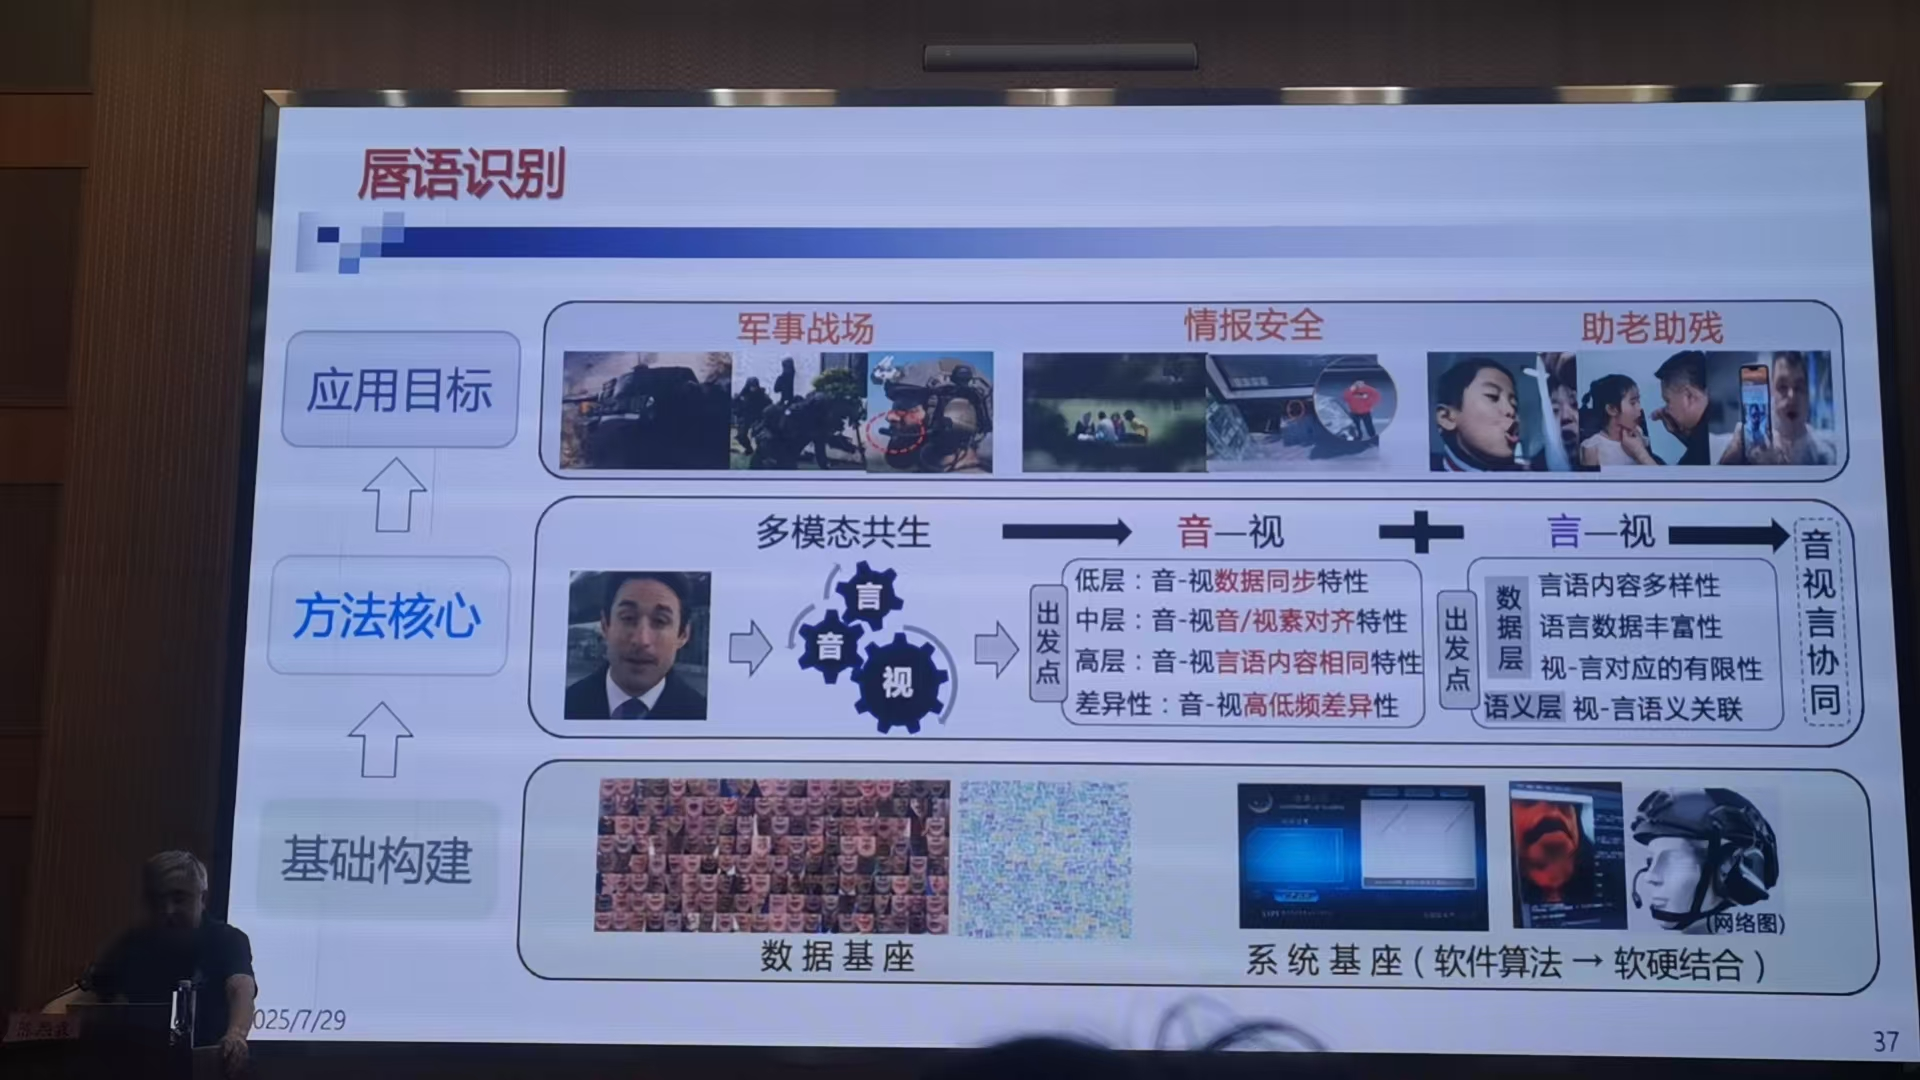 唇语识别
应用目标
军事战场
情报安全
助老助残
方法核心
多模态共生
音—视
言—视
言
音
视
出发点
低层：音-视数据同步特性
中层：音-视音/视素对齐特性
高层：音-视言语内容相同特性
差异性：音-视高低频差异性
出发点
数据层
言语内容多样性
语言数据丰富性
视-言对应的有限性
语义层 视-言语义关联
音视言协同
基础构建
数据基座
(网络图)
系统基座（软件算法→软硬结合）
025/7/29
37